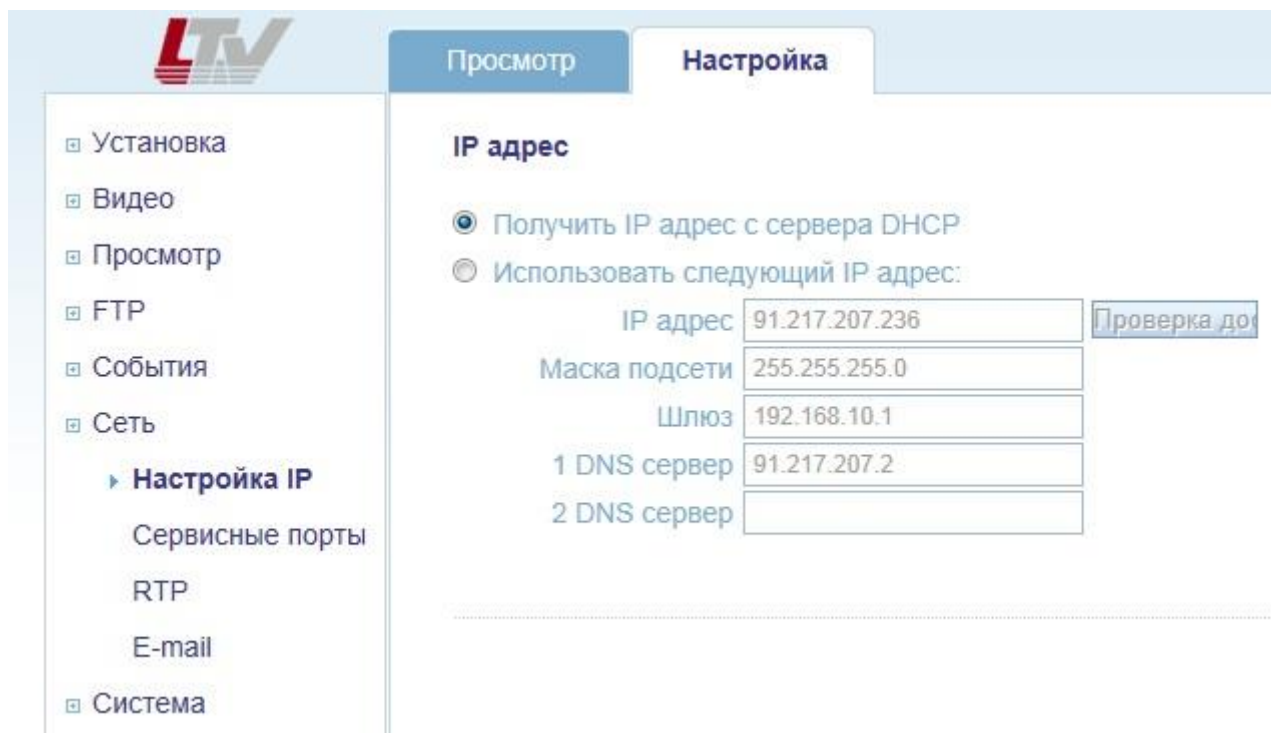 LTV
Просмотр
Настройка
Установка
Видео
Просмотр
FTP
События
Сеть
Настройка IP
Сервисные порты
RTP
E-mail
Система
IP адрес
Получить IP адрес с сервера DHCP
Использовать следующий IP адрес:
IP адрес 91.217.207.236 Проверка
Маска подсети 255.255.255.0
Шлюз 192.168.10.1
1 DNS сервер 91.217.207.2
2 DNS сервер